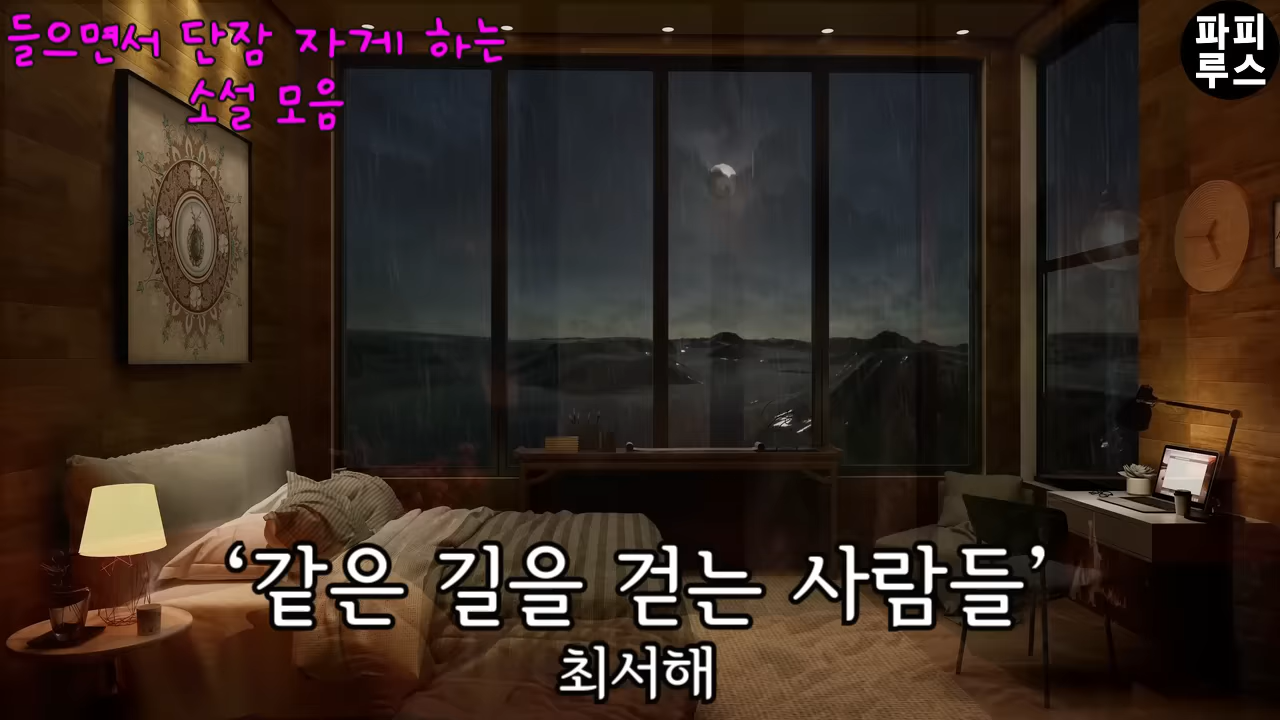 들으면서 단잠 자게 하는
소설 모음
파피
루스
‘같은 길을 걷는 사람들’
최서해